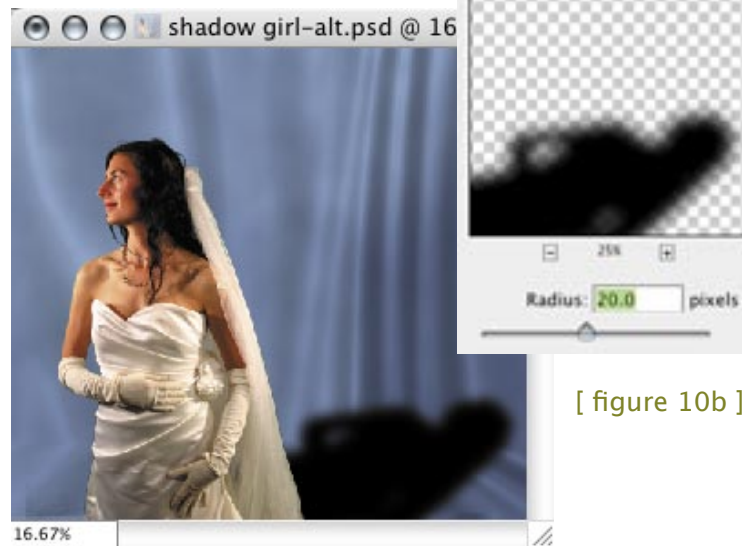 shadow girl-alt.psd @ 16
25%
Radius: 20.0 pixels
[ figure 10b ]
16.67%